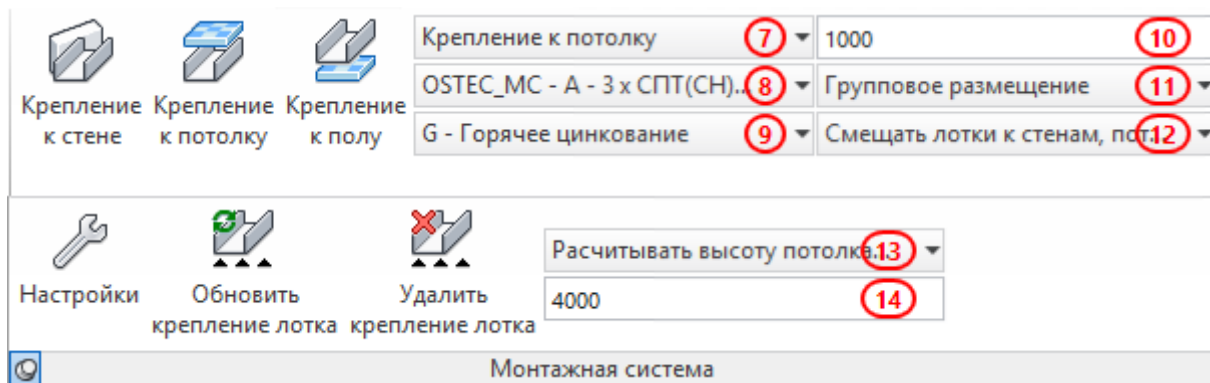 Крепление к стене
Крепление к потолку
Крепление к полу
Крепление к потолку 7
1000 10
OSTEC_MC - A - 3 x СПТ(СН)... 8
Групповое размещение 11
G - Горячее цинкование 9
Смещать лотки к стенам, пот... 12
Настройки
Обновить крепление лотка
Удалить крепление лотка
Расчитывать высоту потолка... 13
4000 14
Монтажная система